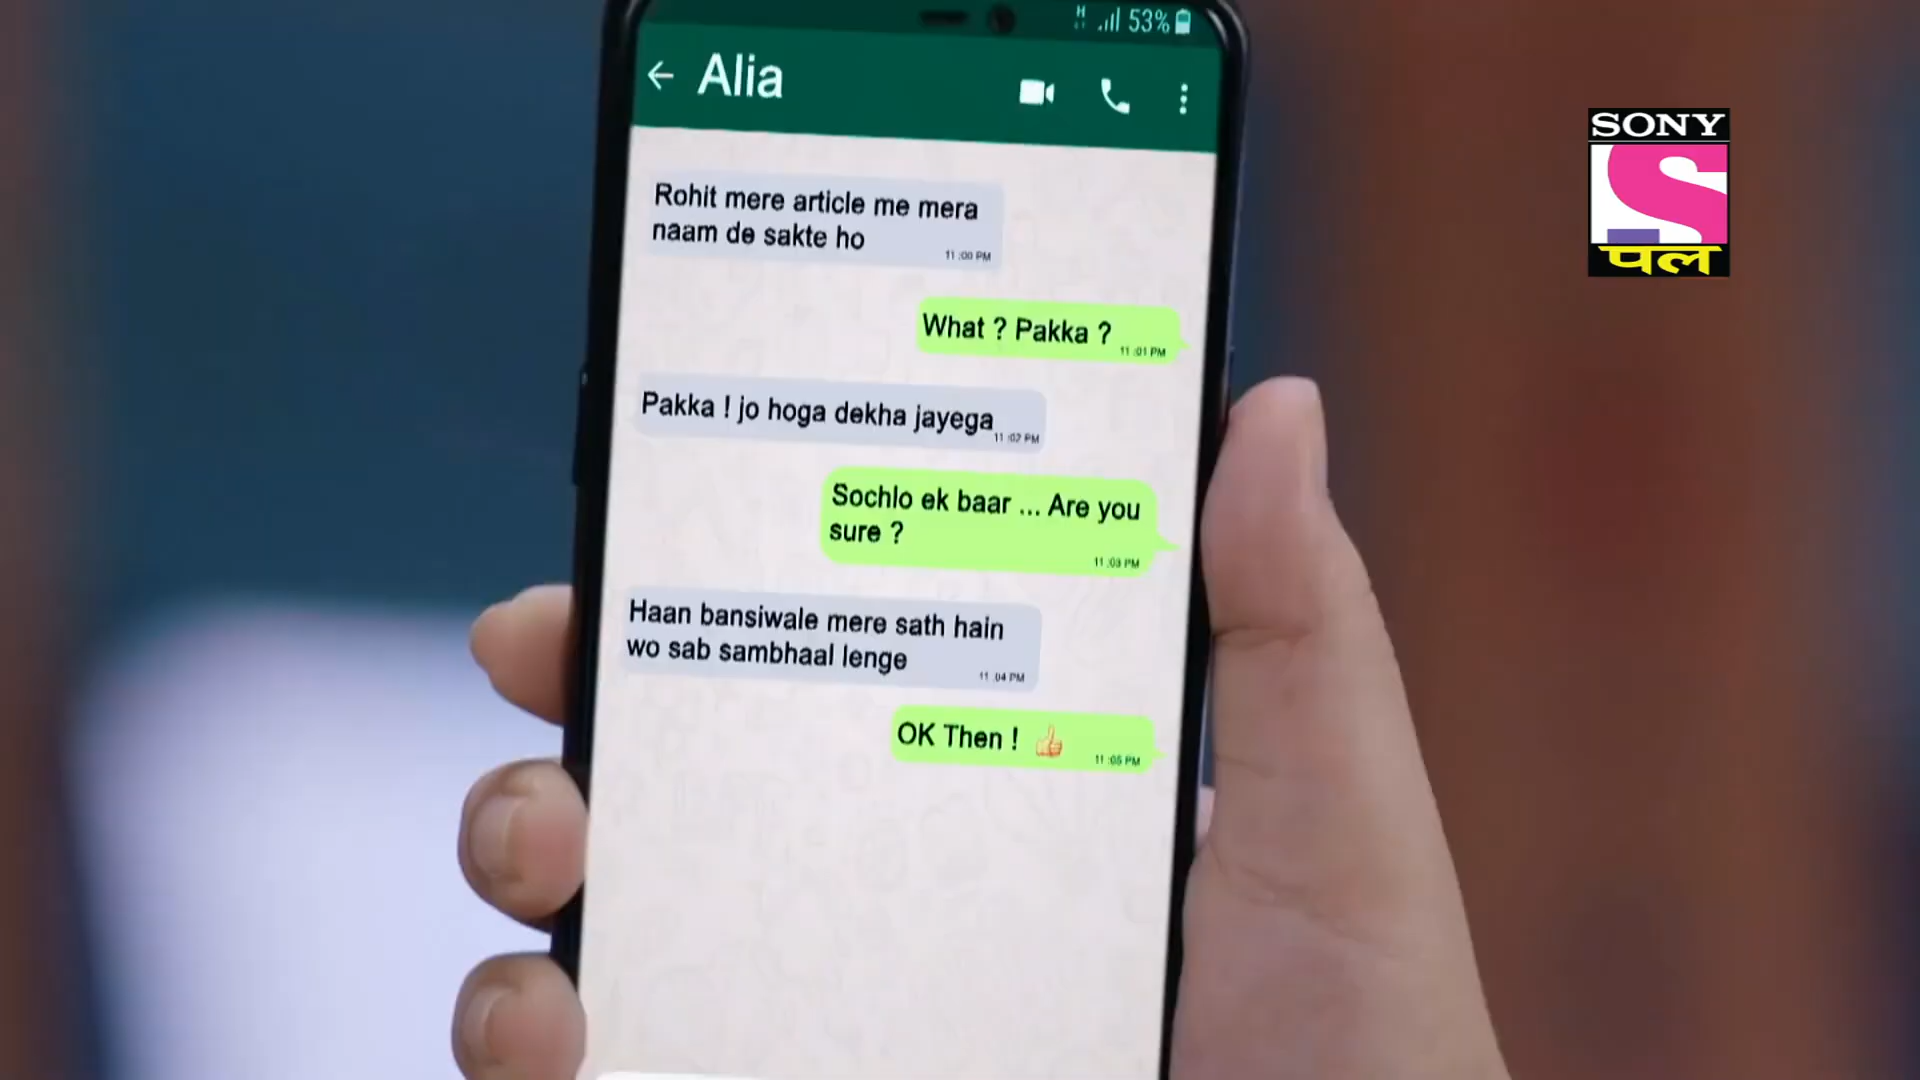 H 53%
Alia
Rohit mere article me mera
naam de sakte ho
11 :00 PM
What ? Pakka ?
11 :01 PM
Pakka ! jo hoga dekha jayega
11 :02 PM
Sochlo ek baar ... Are you
sure ?
11 :03 PM
Haan bansiwale mere sath hain
wo sab sambhaal lenge
11 :04 PM
OK Then ! 👍
11 :05 PM
SONY
S
पल